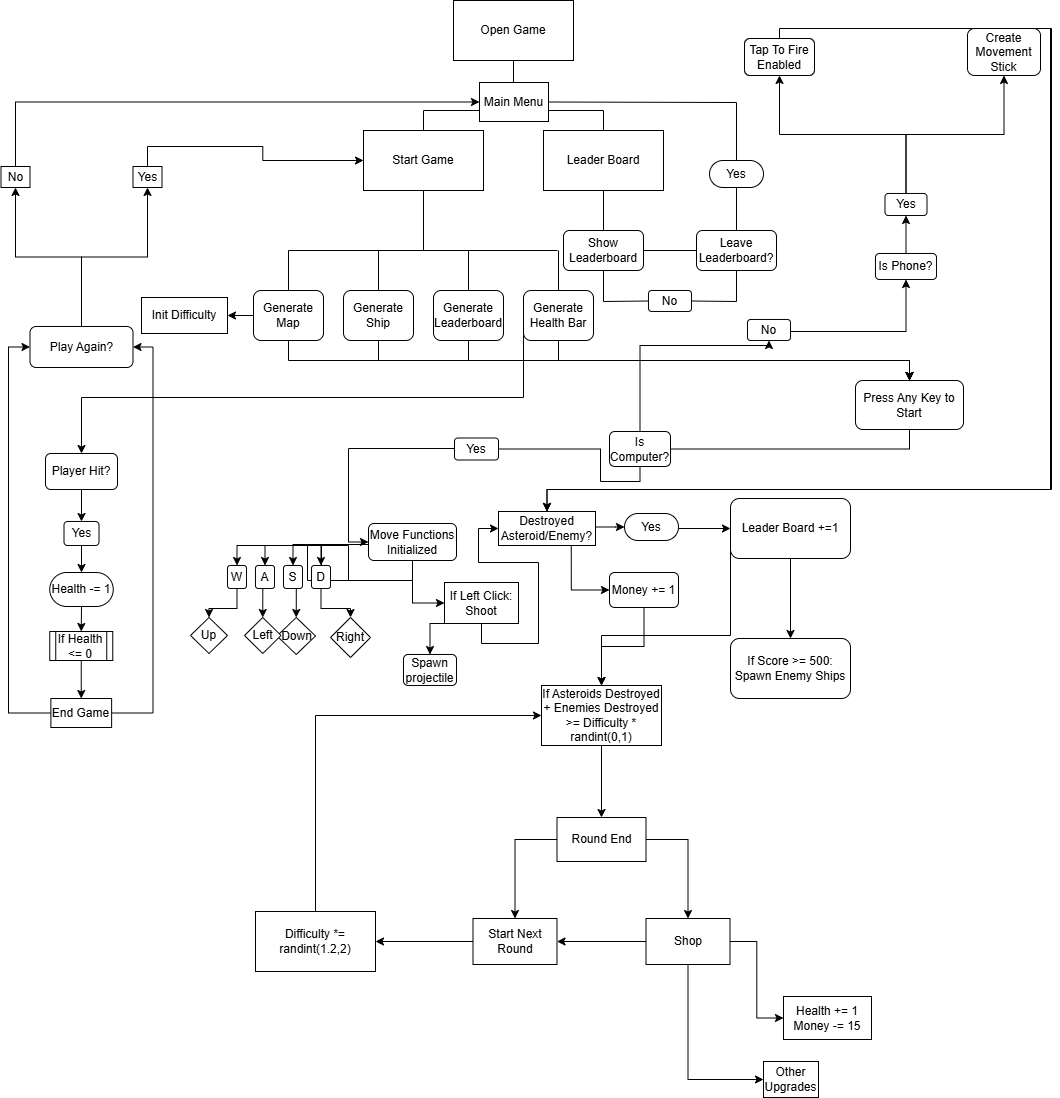 Open Game
Main Menu
Tap To Fire
Enabled
Create
Movement
Stick
Start Game
Leader Board
No
Yes
Yes
Yes
Show
Leaderboard
Leave
Leaderboard?
Is Phone?
No
Init Difficulty
Generate
Map
Generate
Ship
Generate
Leaderboard
Generate
Health Bar
No
Play Again?
Press Any Key to
Start
Is
Computer?
Yes
Player Hit?
Yes
Move Functions
Initialized
Destroyed
Asteroid/Enemy?
Yes
Leader Board +=1
W
A
S
D
Health -= 1
If Left Click:
Shoot
Money += 1
Up
Left
Down
Right
If Health
<= 0
Spawn
projectile
If Score >= 500:
Spawn Enemy Ships
End Game
If Asteroids Destroyed
+ Enemies Destroyed
>= Difficulty *
randint(0,1)
Round End
Difficulty *=
randint(1.2,2)
Start Next
Round
Shop
Health += 1
Money -= 15
Other
Upgrades